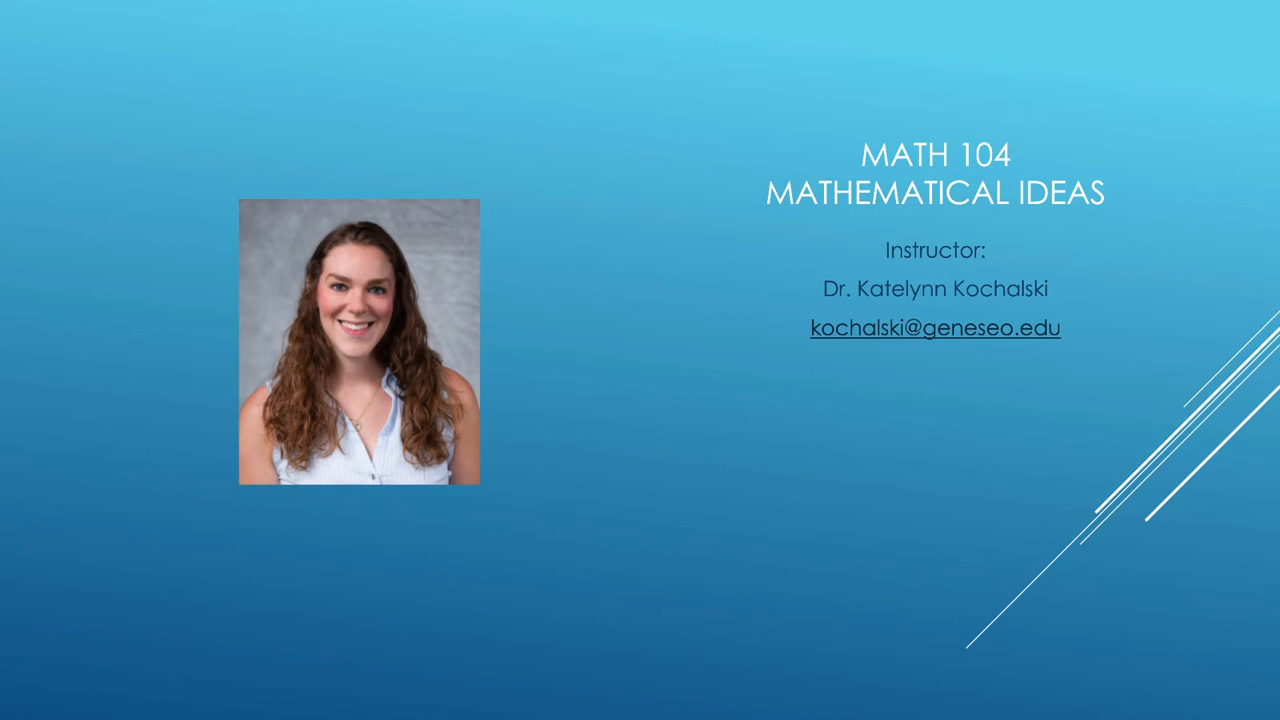 MATH 104
MATHEMATICAL IDEAS
Instructor:
Dr. Katelynn Kochalski
kochalski@geneseo.edu